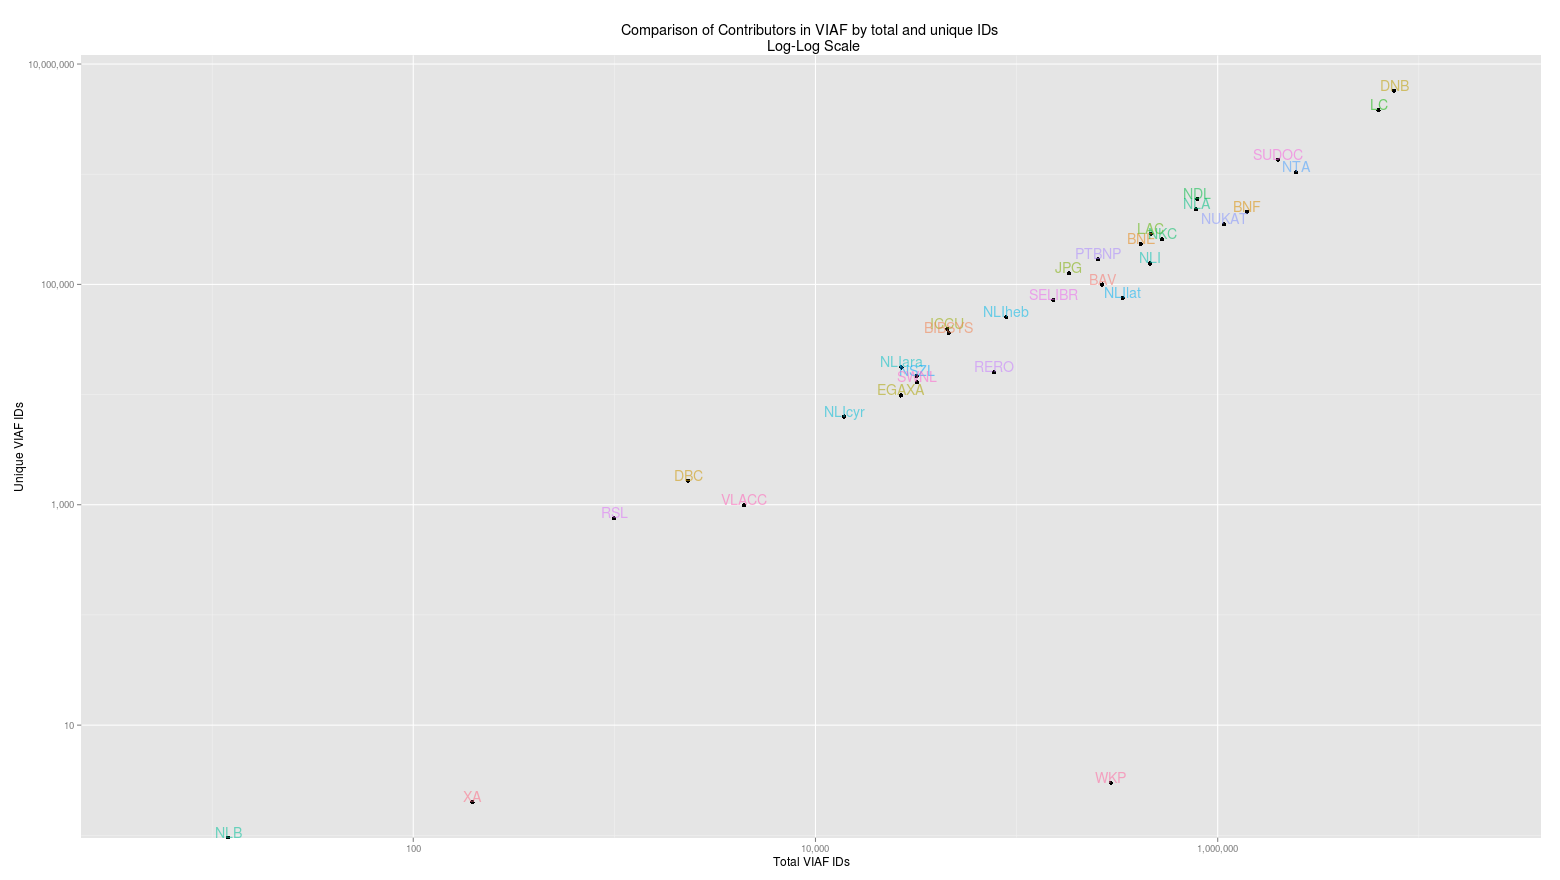 Comparison of Contributors in VIAF by total and unique IDs
Log-Log Scale
10,000,000
DNB
LC
SUDOC
NTA
NDL
NLA
BNF
NUKAT
LAC
NKC
BNE
PTBNP
NLI
JPG
100,000
BAV
NLIlat
SELIBR
NLIheb
ICCU
BIBSYS
NLIara
NSZL
RERO
SWNL
EGAXA
NLIcyr
Unique VIAF IDs
DBC
VLACC
1,000
RSL
10
WKP
XA
NLB
100
10,000
1,000,000
Total VIAF IDs